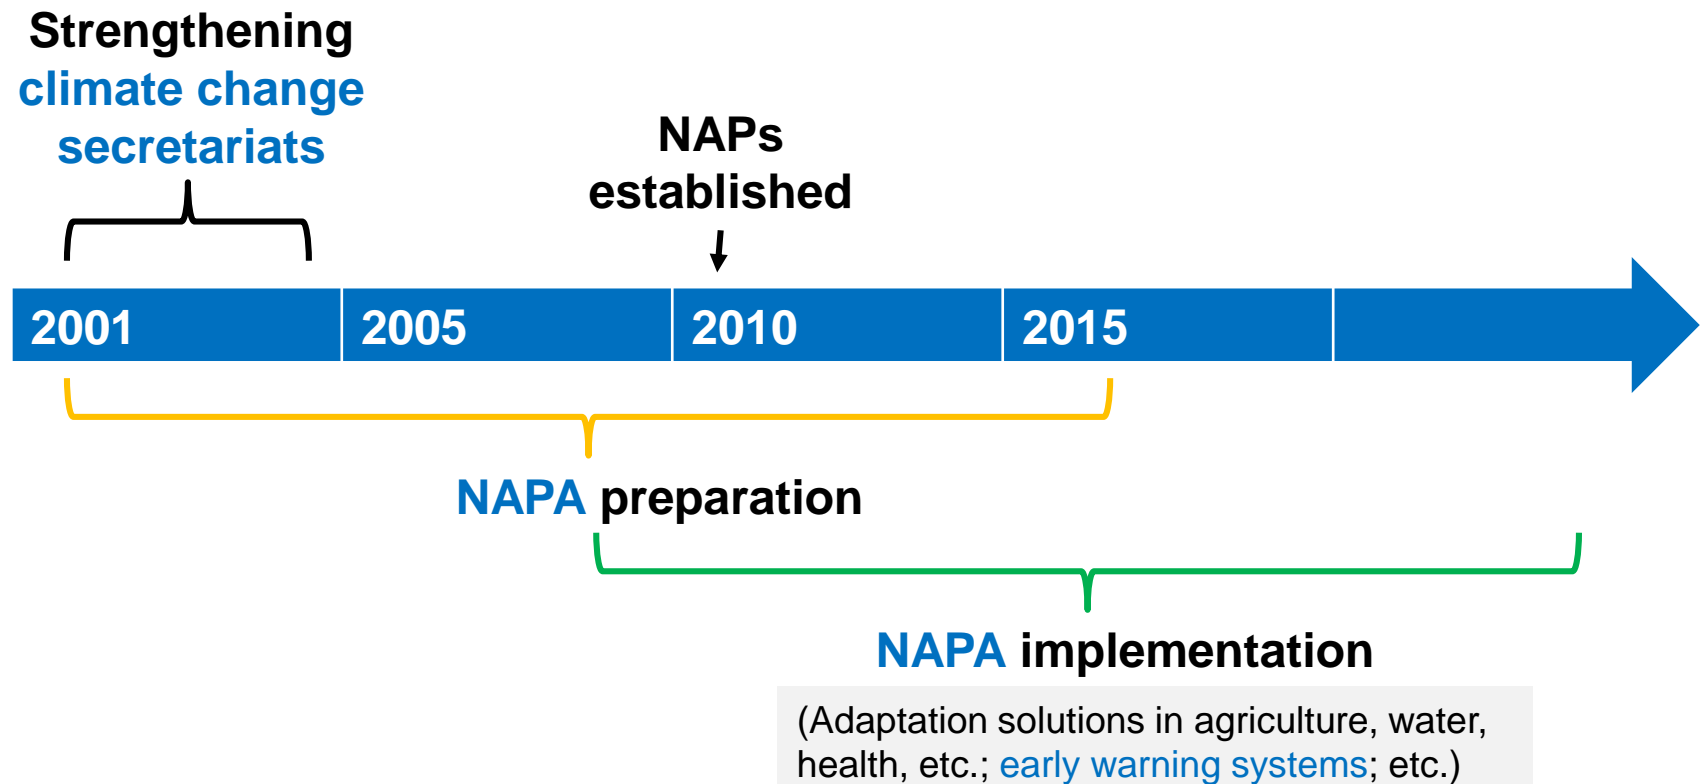 Strengthening
climate change
secretariats
NAPs
established
2001
2005
2010
2015
NAPA preparation
NAPA implementation
(Adaptation solutions in agriculture, water,
health, etc.; early warning systems; etc.)